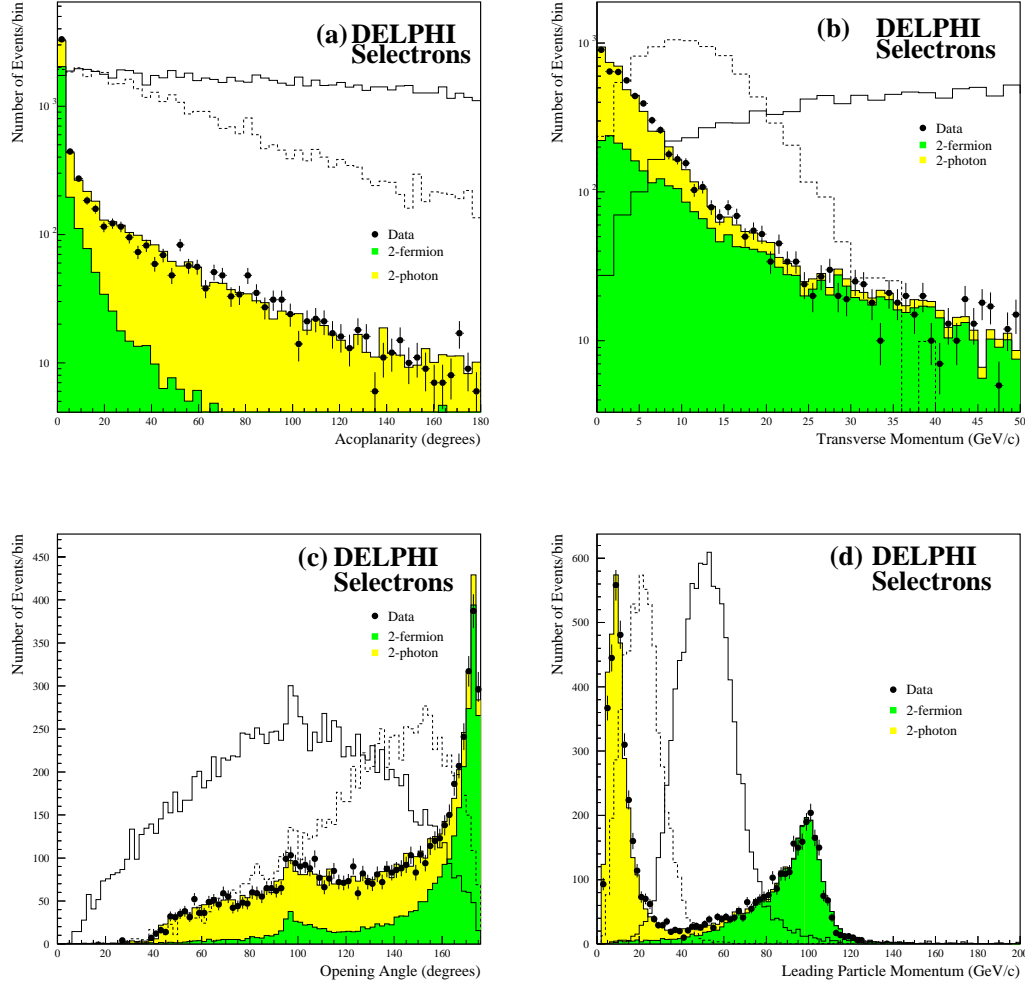 (a) DELPHI
Selectrons
Number of Events/bin
10³
10²
10
Data
2-fermion
2-photon
0 20 40 60 80 100 120 140 160 180
Acoplanarity (degrees)
(b) DELPHI
Selectrons
Number of Events/bin
10³
10²
10
Data
2-fermion
2-photon
0 5 10 15 20 25 30 35 40 45 50
Transverse Momentum (GeV/c)
(c) DELPHI
Selectrons
Number of Events/bin
450
400
350
300
250
200
150
100
50
0
Data
2-fermion
2-photon
0 20 40 60 80 100 120 140 160
Opening Angle (degrees)
(d) DELPHI
Selectrons
Number of Events/bin
600
500
400
300
200
100
0
Data
2-fermion
2-photon
0 20 40 60 80 100 120 140 160 180 200
Leading Particle Momentum (GeV/c)